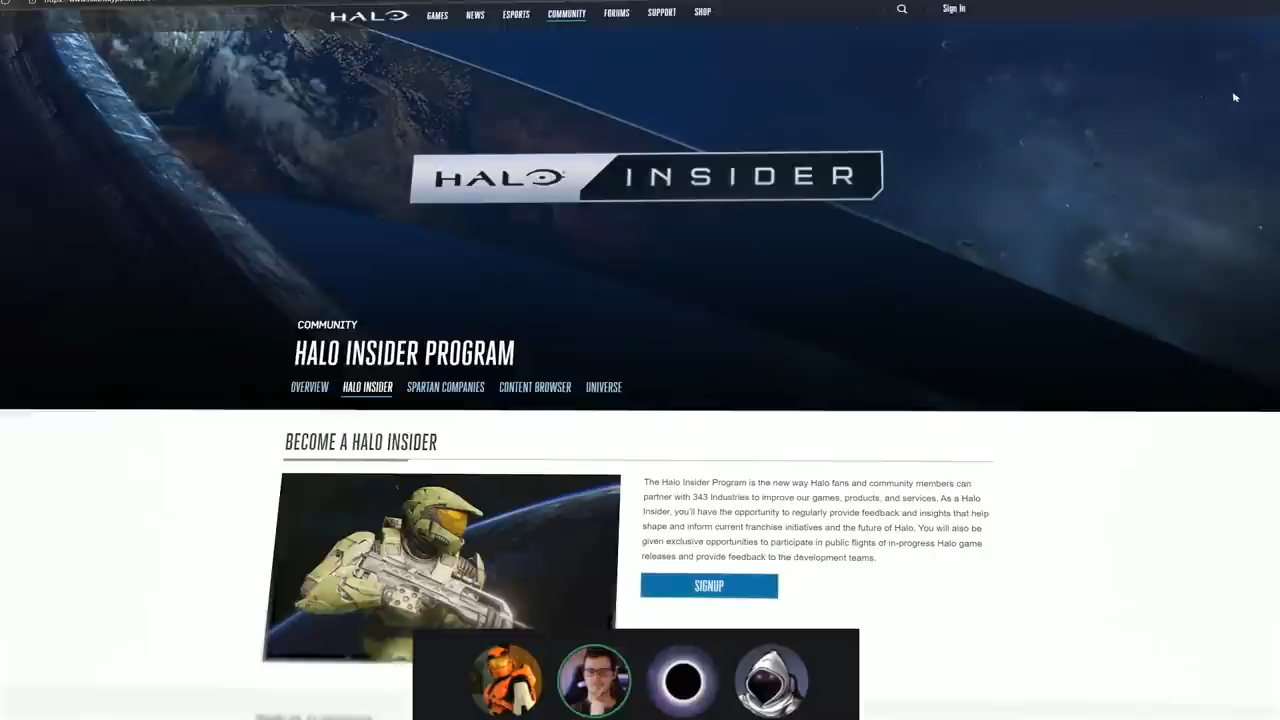 HALO GAMES NEWS ESPORTS COMMUNITY FORUMS SUPPORT SHOP Sign In
HALO INSIDER
COMMUNITY
HALO INSIDER PROGRAM
OVERVIEW HALO INSIDER SPARTAN COMPANIES CONTENT BROWSER UNIVERSE
BECOME A HALO INSIDER
The Halo Insider Program is the new way Halo fans and community members can
partner with 343 Industries to improve our games, products, and services. As a Halo
Insider, you'll have the opportunity to regularly provide feedback and insights that help
shape and inform current franchise initiatives and the future of Halo. You will also be
given exclusive opportunities to participate in public flights of in-progress Halo game
releases and provide feedback to the development teams.
SIGNUP